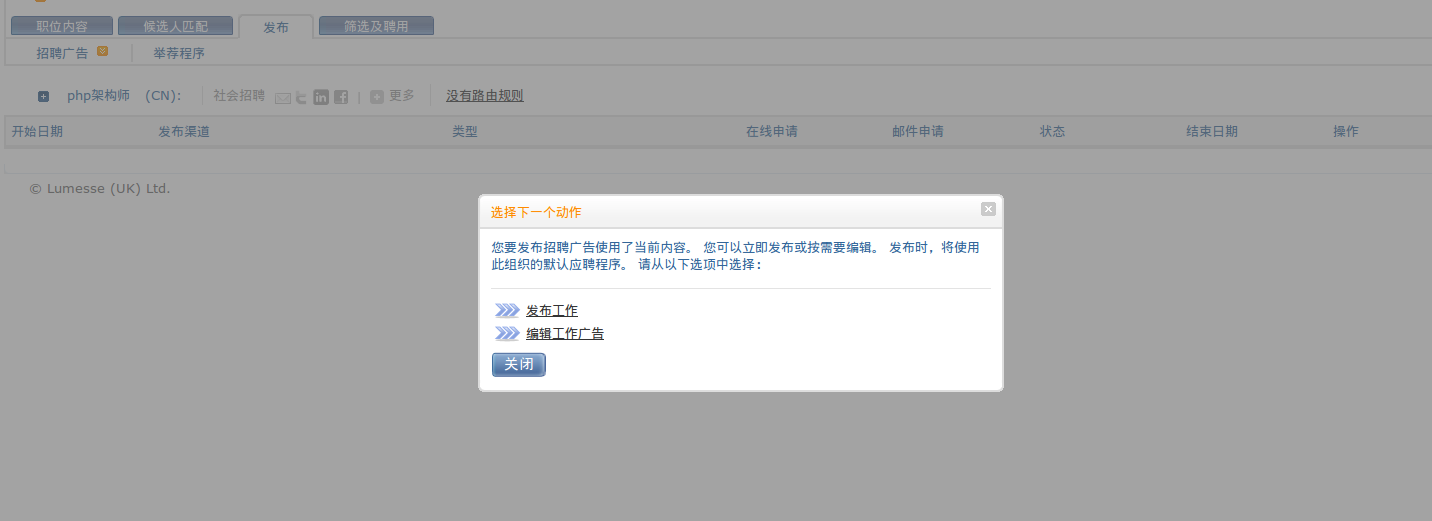 职位内容 候选人匹配 发布 筛选及聘用
招聘广告 举荐程序
php架构师 (CN): 社会招聘 in f | 更多 没有路由规则
开始日期 发布渠道 类型 在线申请 邮件申请 状态 结束日期 操作
© Lumesse (UK) Ltd.
选择下一个动作
您要发布招聘广告使用了当前内容。 您可以立即发布或按需要编辑。 发布时，将使用
此组织的默认应聘程序。 请从以下选项中选择:
发布工作
编辑工作广告
关闭